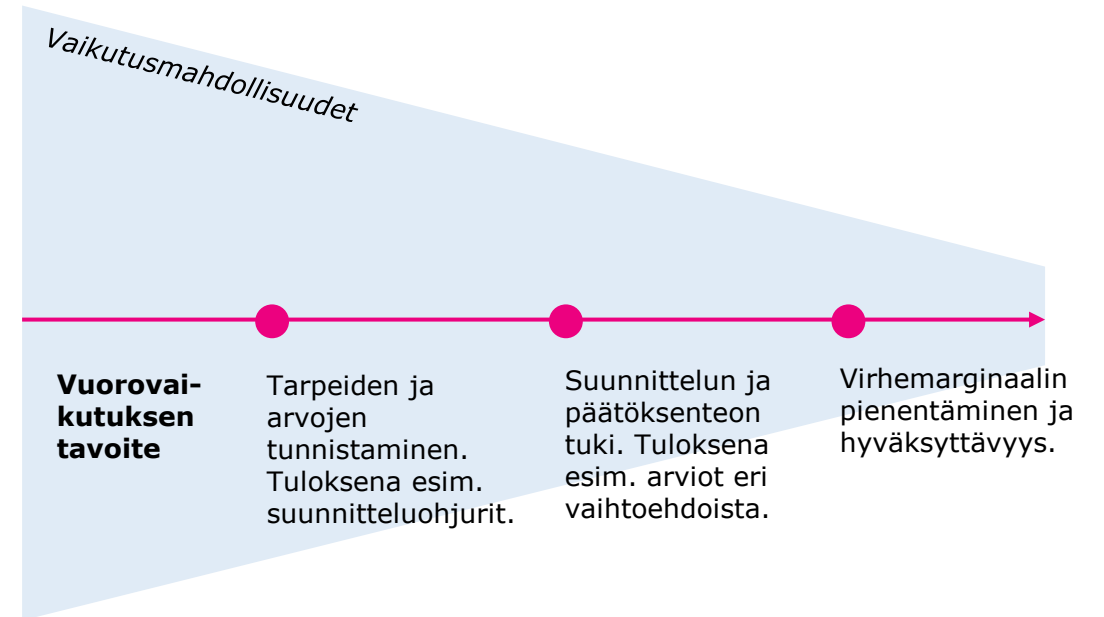 Vaikutusmahdollisuudet
Vuorovai-
kutuksen
tavoite
Tarpeiden ja
arvojen
tunnistaminen.
Tuloksena esim.
suunnitteluohjurit.
Suunnittelun ja
päätöksenteon
tuki. Tuloksena
esim. arviot eri
vaihtoehdoista.
Virhemarginaalin
pienentäminen ja
hyväksyttävyys.